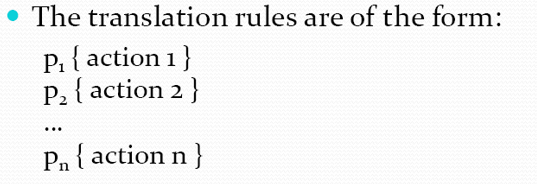 • The translation rules are of the form:
p₁ { action 1 }
p₂ { action 2 }
...
pₙ { action n }